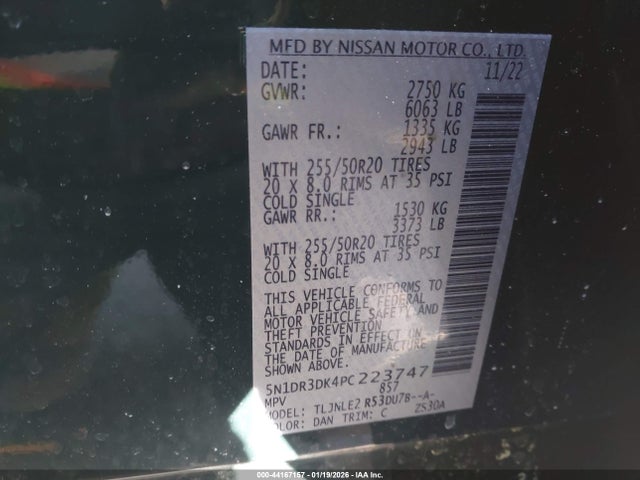 MFD BY NISSAN MOTOR CO., LTD.
DATE: 11/22
GVWR: 2750 KG
6063 LB
GAWR FR.: 1335 KG
2943 LB
WITH 255/50R20 TIRES
20 X 8.0 RIMS AT 35 PSI
COLD SINGLE
GAWR RR.: 1530 KG
3373 LB
WITH 255/50R20 TIRES
20 X 8.0 RIMS AT 35 PSI
COLD SINGLE
THIS VEHICLE CONFORMS TO
ALL APPLICABLE FEDERAL
MOTOR VEHICLE SAFETY AND
THEFT PREVENTION
STANDARDS IN EFFECT ON
THE DATE OF MANUFACTURE
SHOWN ABOVE.
5N1DR3DK4PC223747
MPV 857
MODEL: TLJNLE2 R53DU78--A-
COLOR: DAN TRIM: C ZS30A
000-44167167 - 01/19/2026 - IAA Inc.